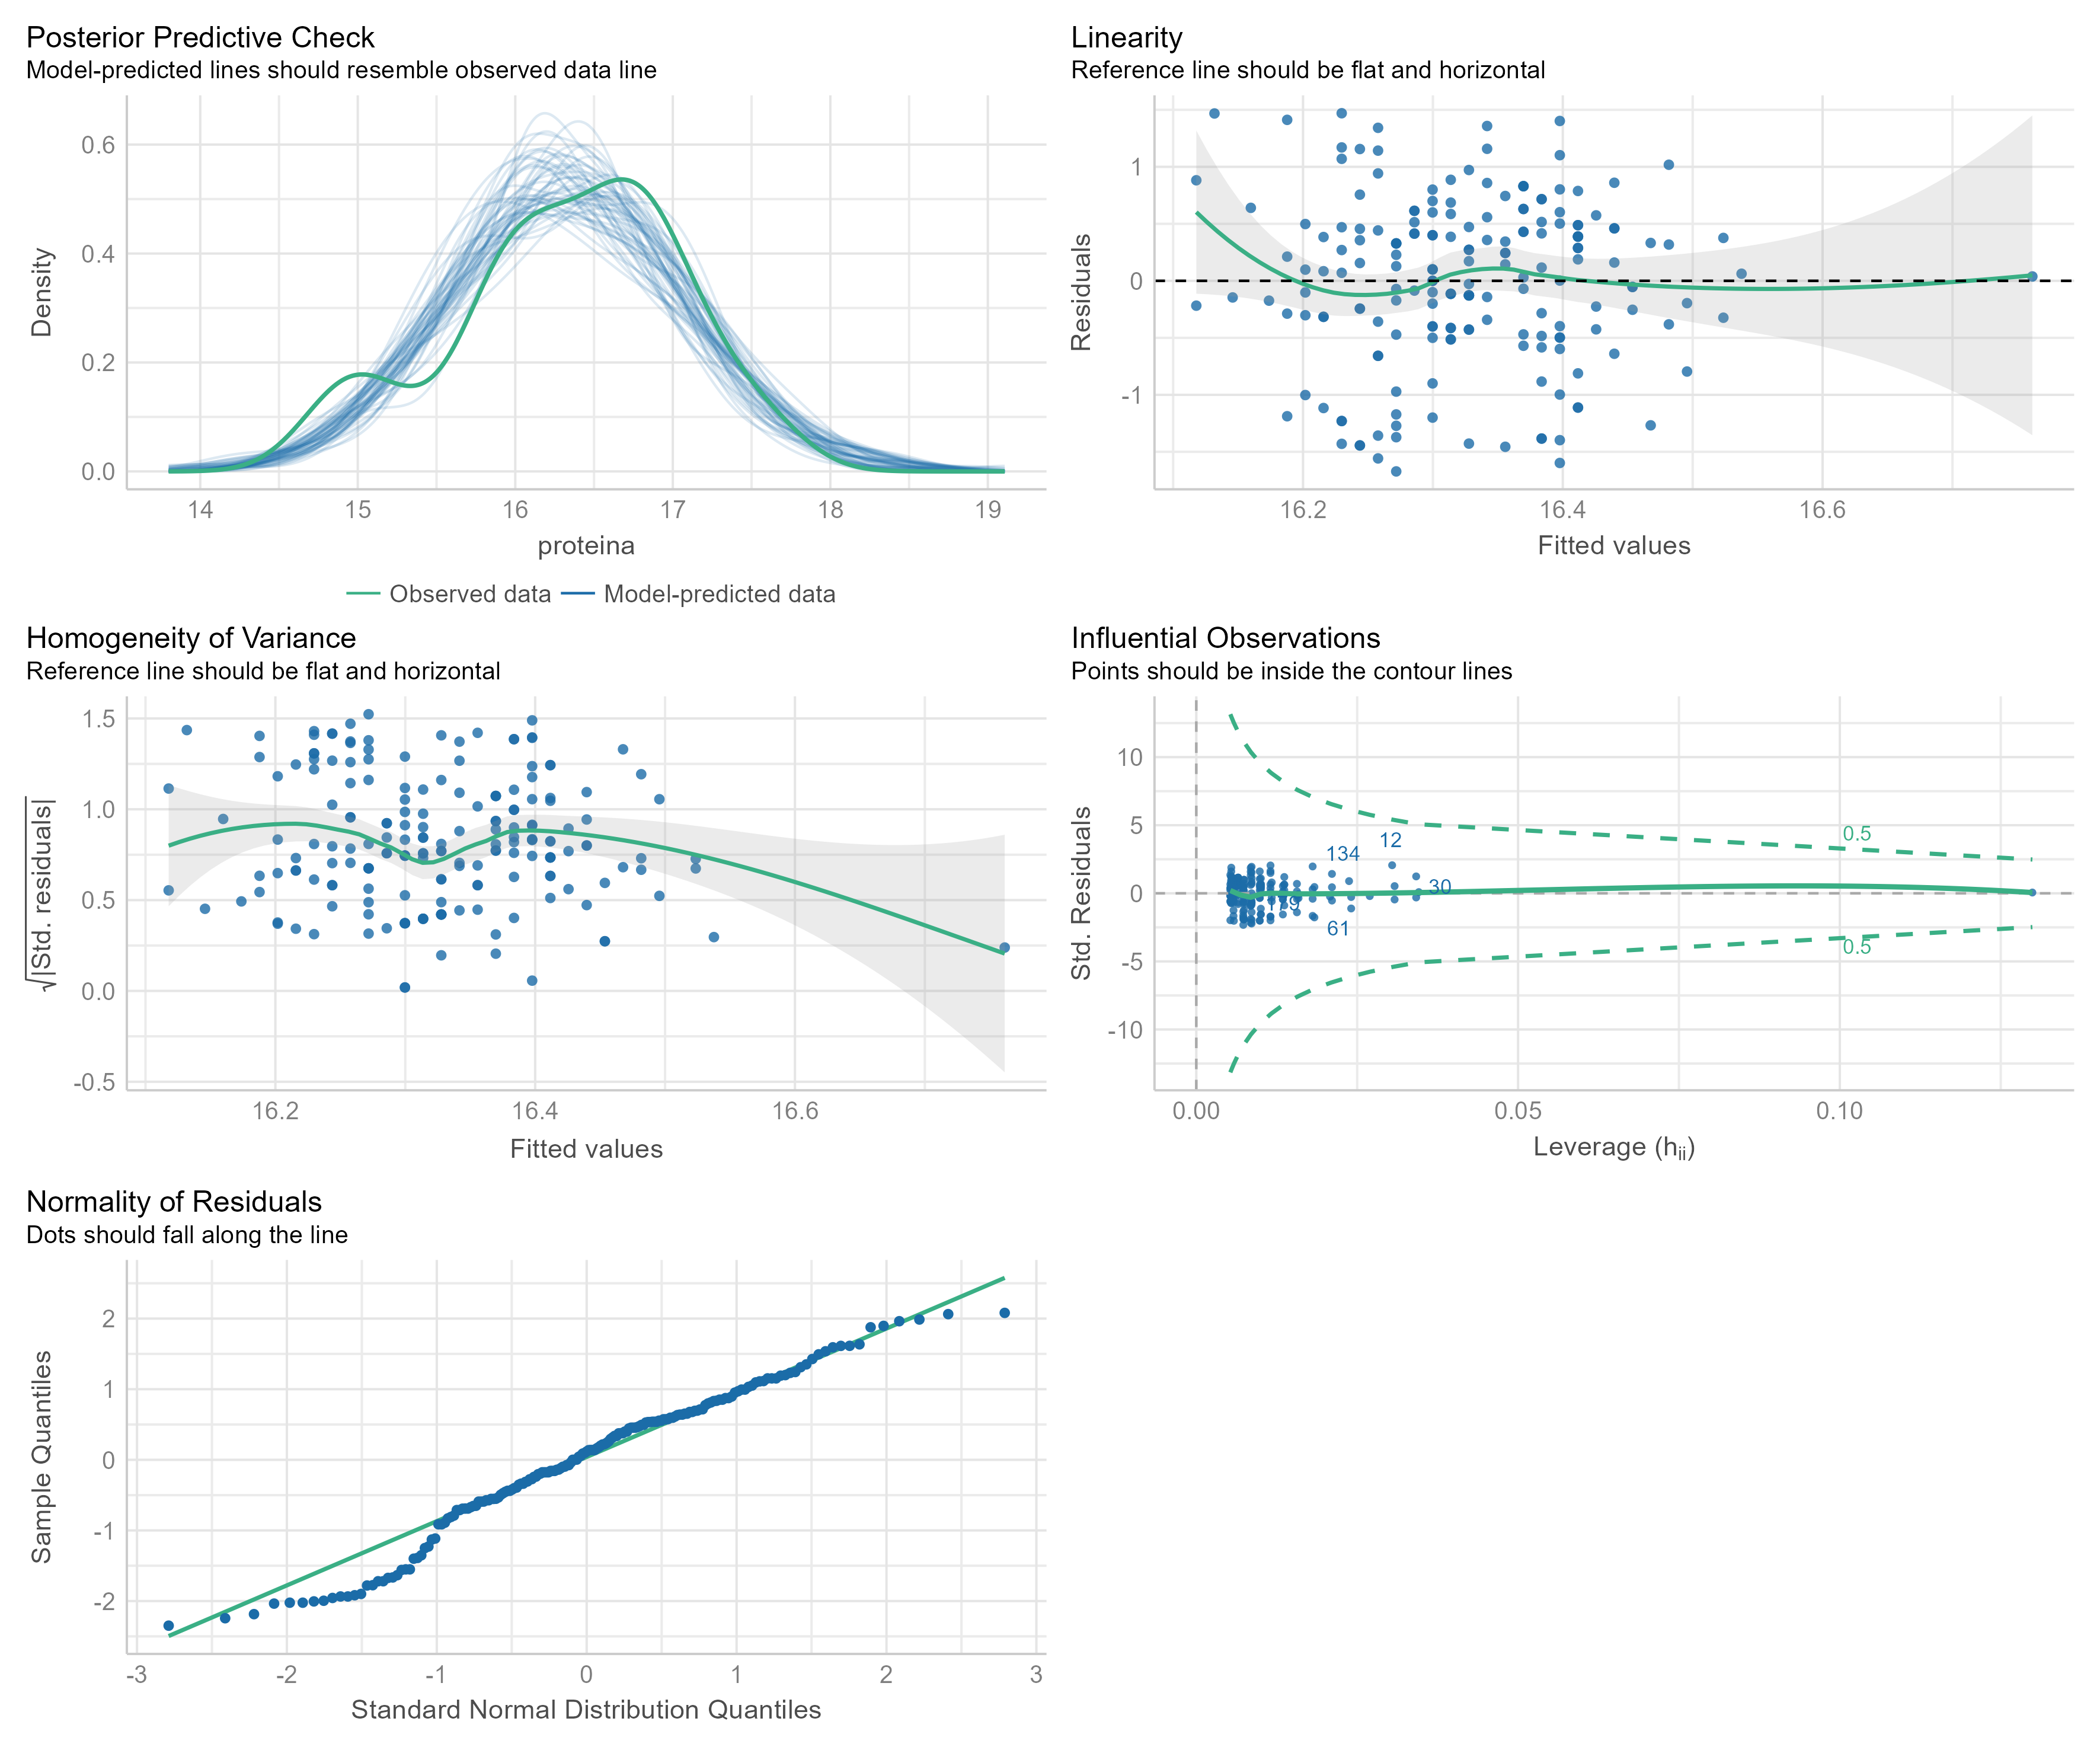 Posterior Predictive Check
Model-predicted lines should resemble observed data line
Density
0.6
0.4
0.2
0.0
14 15 16 17 18 19
proteina
Observed data Model-predicted data
Linearity
Reference line should be flat and horizontal
Residuals
1
0
-1
16.2 16.4 16.6
Fitted values
Homogeneity of Variance
Reference line should be flat and horizontal
√|Std. residuals|
1.5
1.0
0.5
0.0
-0.5
16.2 16.4 16.6
Fitted values
Influential Observations
Points should be inside the contour lines
Std. Residuals
10
5
0
-5
-10
0.5
12
134
30
61
0.5
0.00 0.05 0.10
Leverage (hii)
Normality of Residuals
Dots should fall along the line
Sample Quantiles
2
1
0
-1
-2
-3 -2 -1 0 1 2 3
Standard Normal Distribution Quantiles